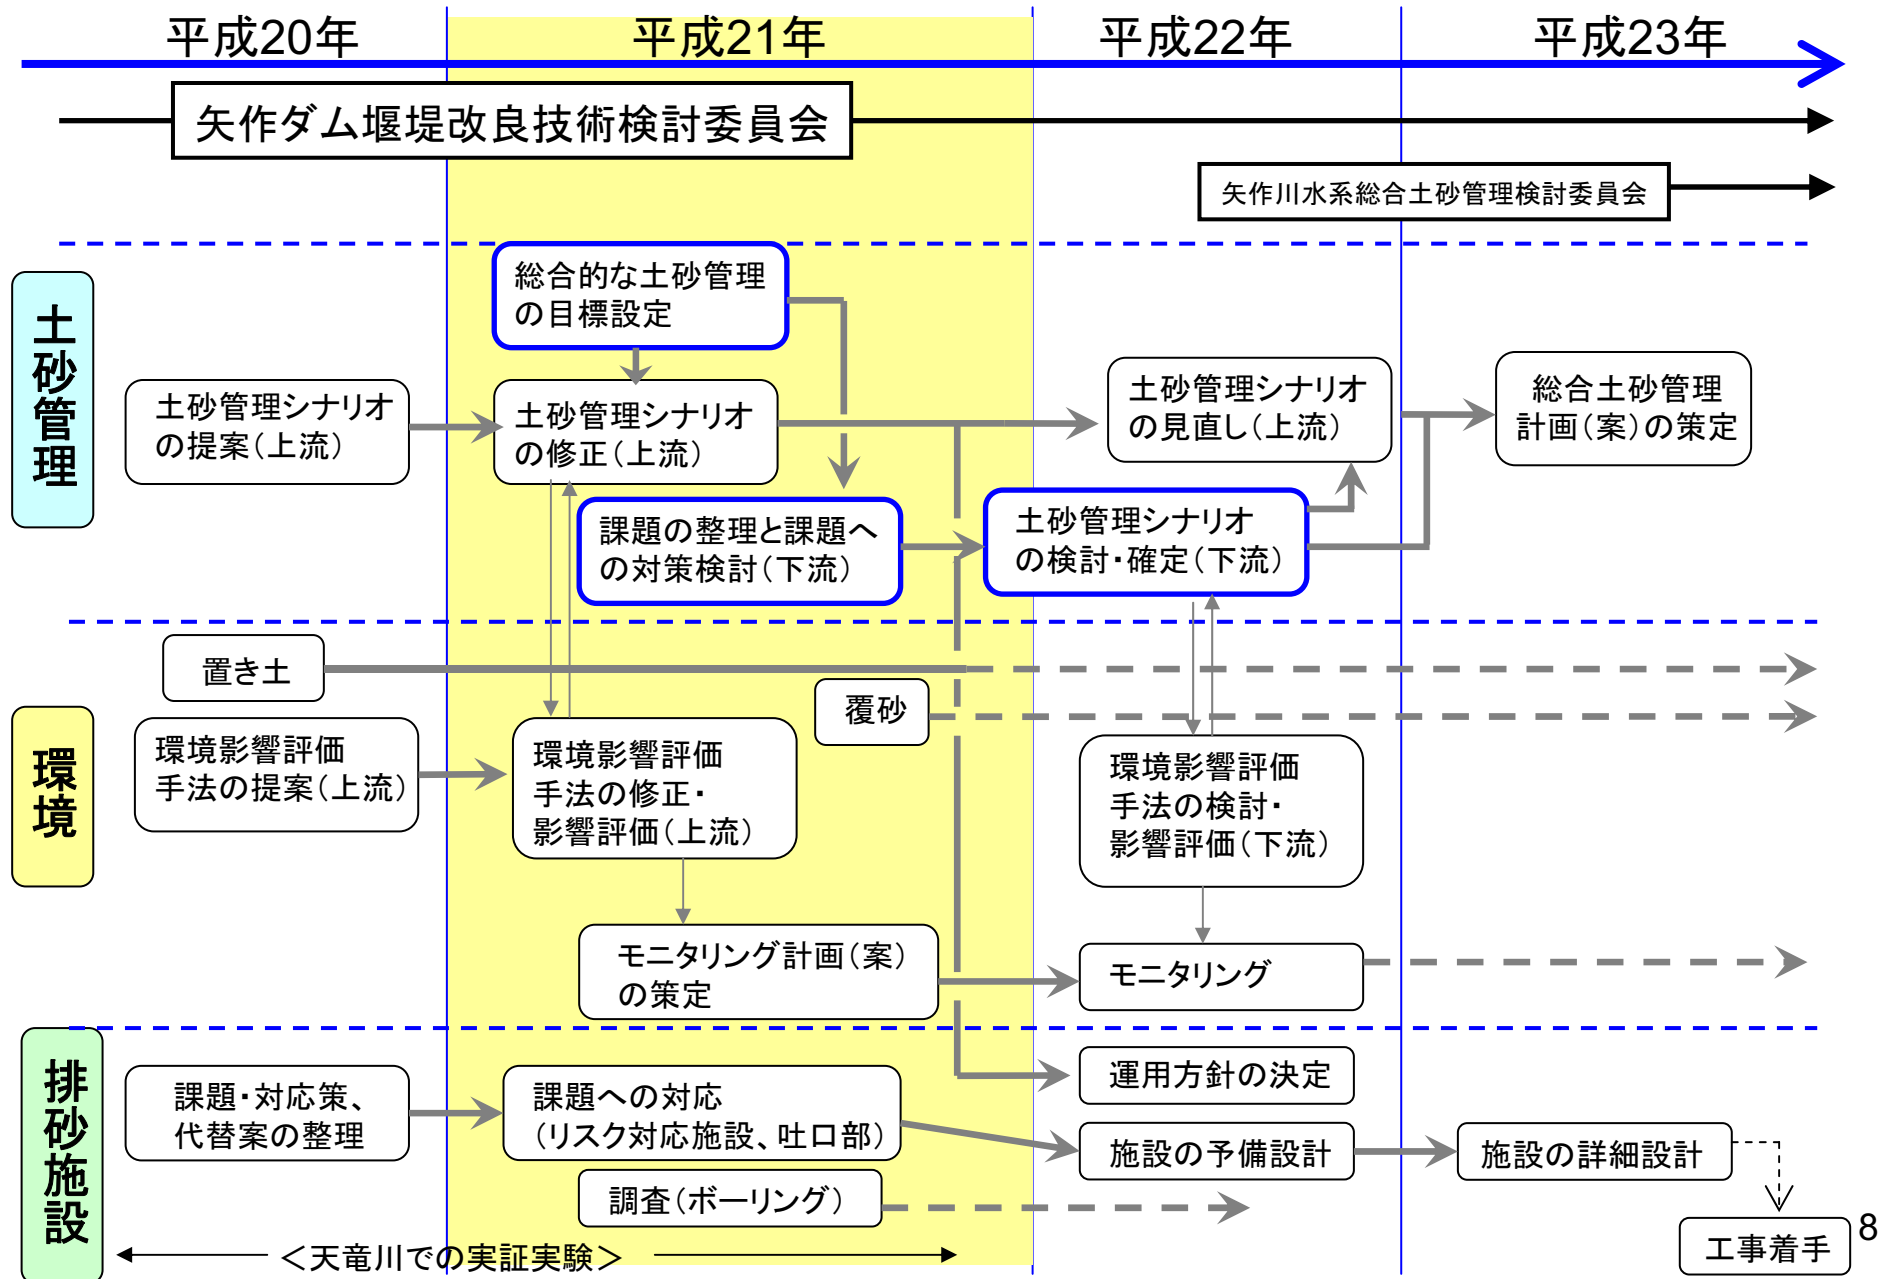 平成20年
平成21年
平成22年
平成23年
矢作ダム堰堤改良技術検討委員会
矢作川水系総合土砂管理検討委員会
土砂管理
総合的な土砂管理
の目標設定
土砂管理シナリオ
の提案（上流）
土砂管理シナリオ
の修正（上流）
土砂管理シナリオ
の見直し（上流）
総合土砂管理
計画（案）の策定
課題の整理と課題へ
の対策検討（下流）
土砂管理シナリオ
の検討・確定（下流）
環境
置き土
覆砂
環境影響評価
手法の提案（上流）
環境影響評価
手法の修正・
影響評価（上流）
環境影響評価
手法の検討・
影響評価（下流）
モニタリング計画（案）
の策定
モニタリング
排砂施設
課題・対応策、
代替案の整理
課題への対応
（リスク対応施設、吐口部）
運用方針の決定
施設の予備設計
施設の詳細設計
調査（ボーリング）
工事着手
＜天竜川での実証実験＞
8